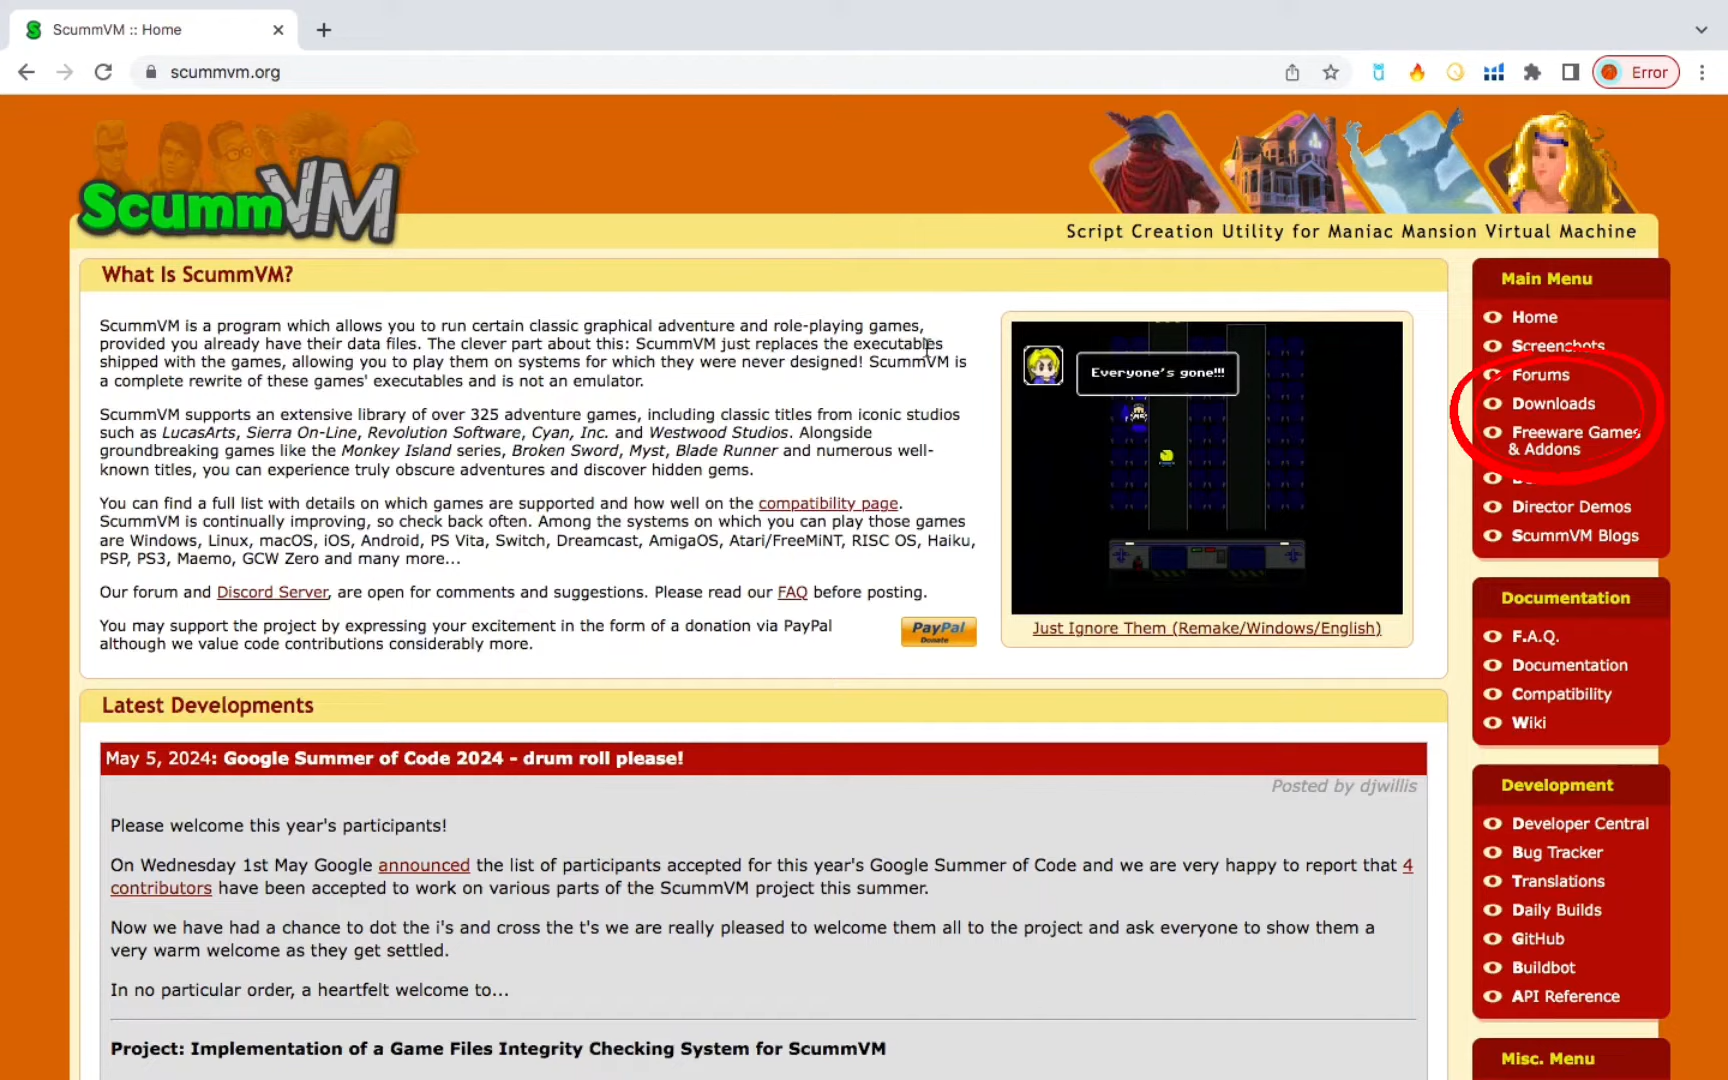 ScummVM :: Home
scummvm.org
Error
ScummVM
Script Creation Utility for Maniac Mansion Virtual Machine
What Is ScummVM?
ScummVM is a program which allows you to run certain classic graphical adventure and role-playing games,
provided you already have their data files. The clever part about this: ScummVM just replaces the executables
shipped with the games, allowing you to play them on systems for which they were never designed! ScummVM is
a complete rewrite of these games' executables and is not an emulator.
ScummVM supports an extensive library of over 325 adventure games, including classic titles from iconic studios
such as LucasArts, Sierra On-Line, Revolution Software, Cyan, Inc. and Westwood Studios. Alongside
groundbreaking games like the Monkey Island series, Broken Sword, Myst, Blade Runner and numerous well-
known titles, you can experience truly obscure adventures and discover hidden gems.
You can find a full list with details on which games are supported and how well on the compatibility page.
ScummVM is continually improving, so check back often. Among the systems on which you can play those games
are Windows, Linux, macOS, iOS, Android, PS Vita, Switch, Dreamcast, AmigaOS, Atari/FreeMiNT, RISC OS, Haiku,
PSP, PS3, Maemo, GCW Zero and many more...
Our forum and Discord Server, are open for comments and suggestions. Please read our FAQ before posting.
You may support the project by expressing your excitement in the form of a donation via PayPal
although we value code contributions considerably more.
PayPal
Donate
Everyone's gone!!!
Just Ignore Them (Remake/Windows/English)
Latest Developments
May 5, 2024: Google Summer of Code 2024 - drum roll please!
Posted by djwillis
Please welcome this year's participants!
On Wednesday 1st May Google announced the list of participants accepted for this year's Google Summer of Code and we are very happy to report that 4
contributors have been accepted to work on various parts of the ScummVM project this summer.
Now we have had a chance to dot the i's and cross the t's we are really pleased to welcome them all to the project and ask everyone to show them a
very warm welcome as they get settled.
In no particular order, a heartfelt welcome to...
Project: Implementation of a Game Files Integrity Checking System for ScummVM
Main Menu
Home
Screenshots
Forums
Downloads
Freeware Games
& Addons
Director Demos
ScummVM Blogs
Documentation
F.A.Q.
Documentation
Compatibility
Wiki
Development
Developer Central
Bug Tracker
Translations
Daily Builds
GitHub
Buildbot
API Reference
Misc. Menu